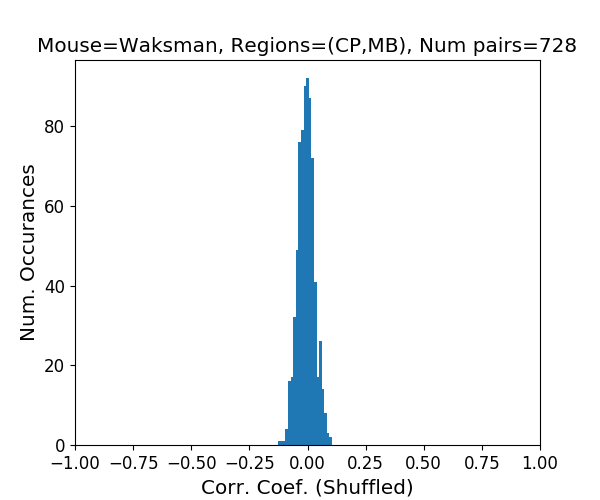 Mouse=Waksman, Regions=(CP,MB), Num pairs=728
Num. Occurances
80
60
40
20
0
−1.00 −0.75 −0.50 −0.25 0.00 0.25 0.50 0.75 1.00
Corr. Coef. (Shuffled)